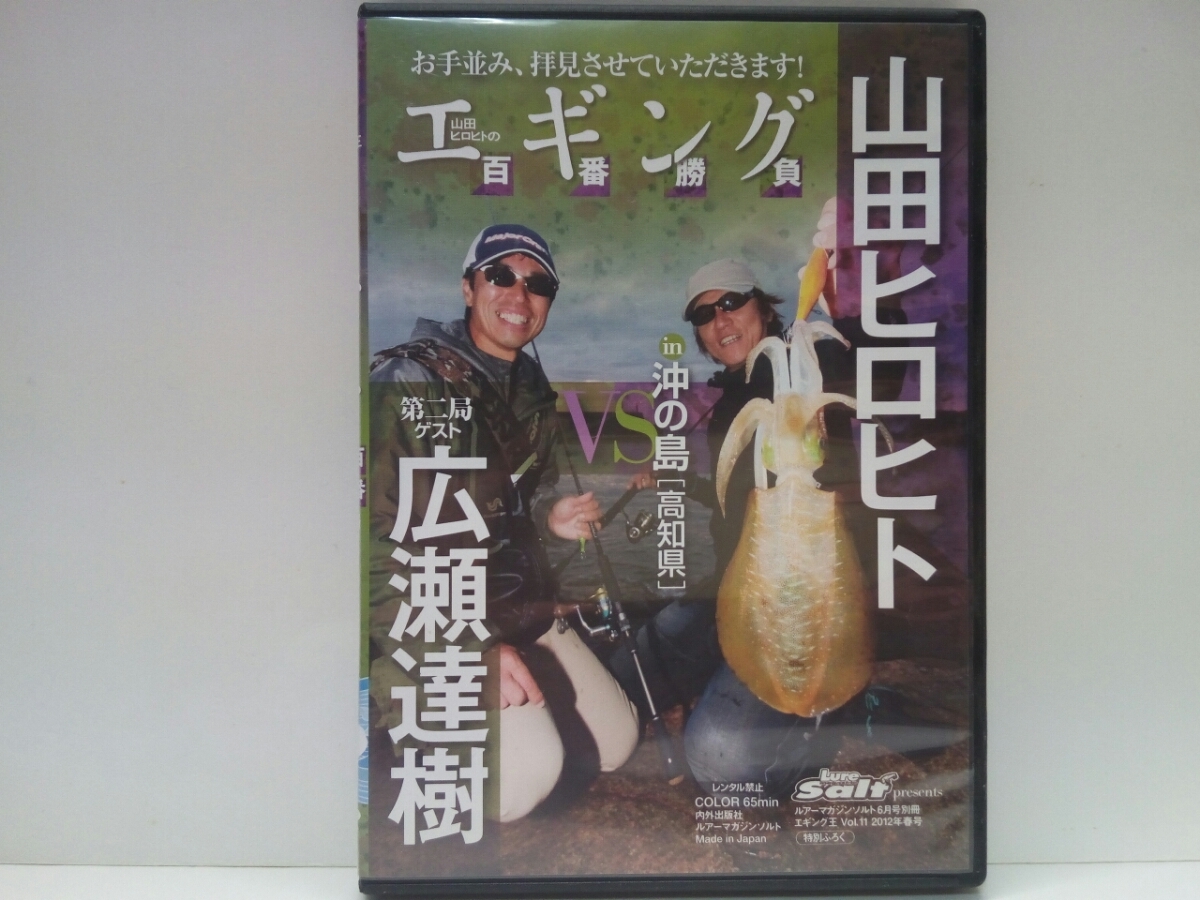 お手並み、拝見させていただきます!
山田
ヒロヒトの
エギング
百番勝負
山田ヒロヒト
VS
in
沖の島[高知県]
第二局
ゲスト
広瀬達樹
レンタル禁止
COLOR 65min
内外出版社
ルアーマガジンソルト
Made in Japan
Lure
Salt presents
ルアーマガジンソルト6月号別冊
エギング王 Vol.11 2012年春号
特別ふろく